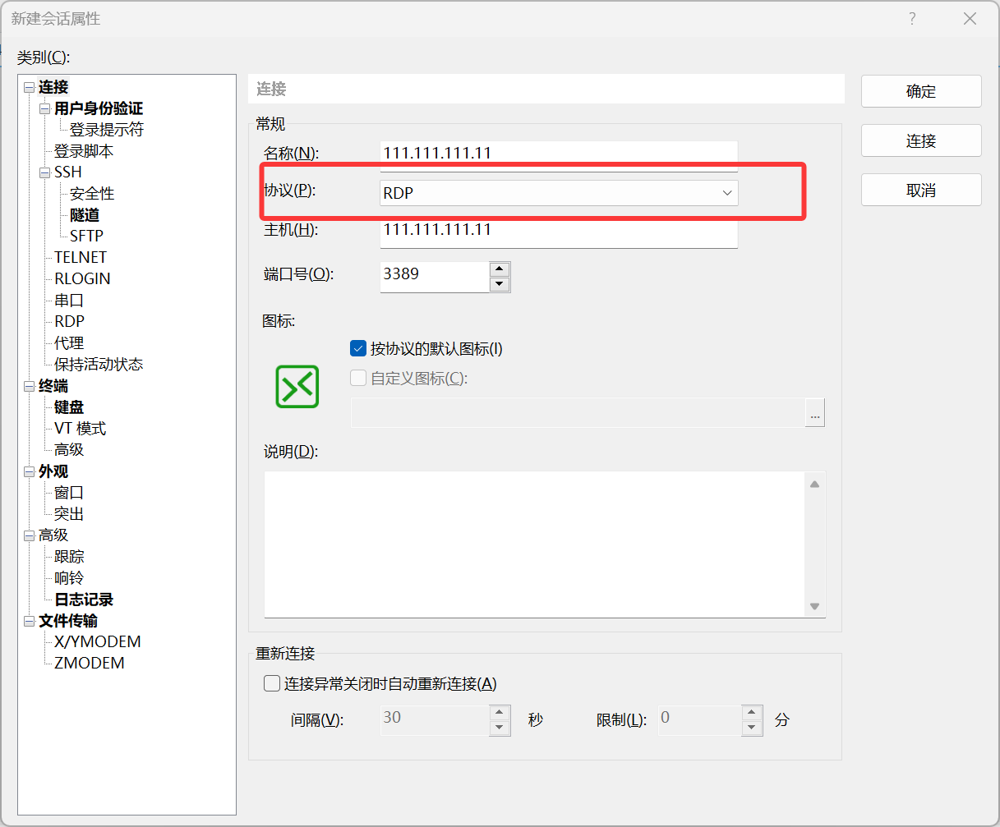 新建会话属性
?
类别(C):
连接
用户身份验证
登录提示符
登录脚本
SSH
安全性
隧道
SFTP
TELNET
RLOGIN
串口
RDP
代理
保持活动状态
终端
键盘
VT 模式
高级
外观
窗口
突出
高级
跟踪
响铃
日志记录
文件传输
X/YMODEM
ZMODEM
连接
常规
名称(N): 111.111.111.11
协议(P): RDP
主机(H): 111.111.111.11
端口号(O): 3389
图标:
按协议的默认图标(I)
自定义图标(C):
...
说明(D):
重新连接
连接异常关闭时自动重新连接(A)
间隔(V): 30 秒 限制(L): 0 分
确定
连接
取消